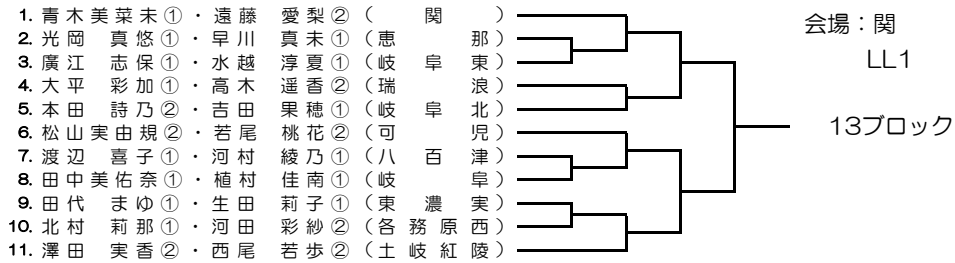 1. 青木美菜未①・遠藤 愛梨②（ 関 ）
2. 光岡 真悠①・早川 真未①（恵 那）
3. 廣江 志保①・水越 淳夏①（岐阜東）
4. 大平 彩加①・高木 遥香②（瑞 浪）
5. 本田 詩乃②・吉田 果穂①（岐阜北）
6. 松山実由規②・若尾 桃花②（可 児）
7. 渡辺 喜子①・河村 綾乃①（八百津）
8. 田中美佑奈①・植村 佳南①（岐 阜）
9. 田代 まゆ①・生田 莉子①（東濃実）
10. 北村 莉那①・河田 彩紗②（各務原西）
11. 澤田 実香②・西尾 若歩②（土岐紅陵）
会場：関
LL1
13ブロック